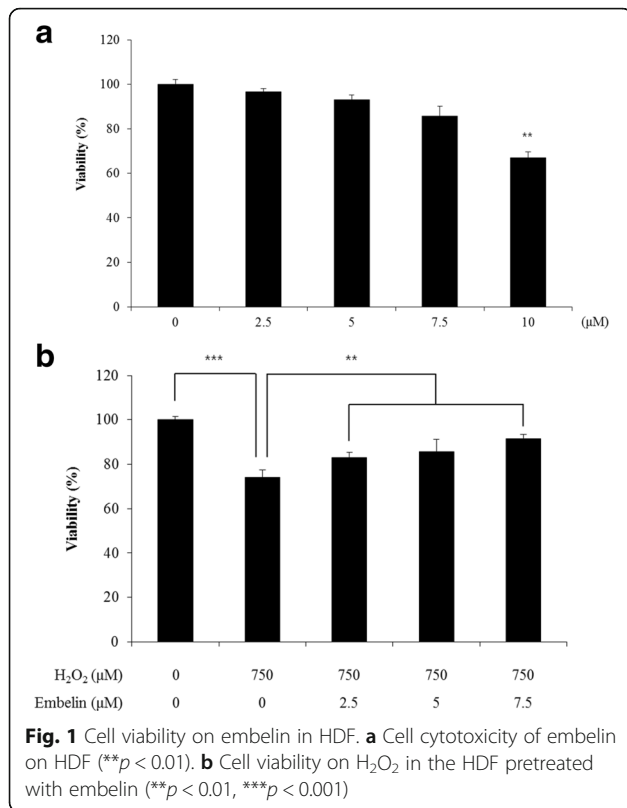 a
120
100
80
60
40
20
0
Viability (%)
**
0 2.5 5 7.5 10 (μM)
b
120
100
80
60
40
20
0
Viability (%)
*** **
H₂O₂ (μM) 0 750 750 750 750
Embelin (μM) 0 0 2.5 5 7.5
Fig. 1 Cell viability on embelin in HDF. a Cell cytotoxicity of embelin
on HDF (**p < 0.01). b Cell viability on H₂O₂ in the HDF pretreated
with embelin (**p < 0.01, ***p < 0.001)